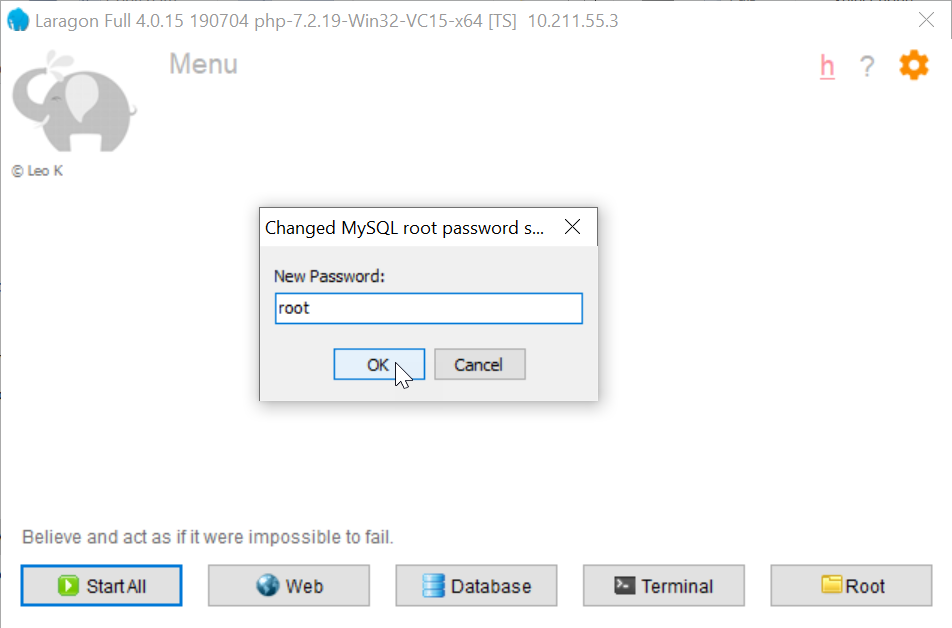 Laragon Full 4.0.15 190704 php-7.2.19-Win32-VC15-x64 [TS]  10.211.55.3
Menu
h ?
© Leo K
Changed MySQL root password s...
New Password:
root
OK Cancel
Believe and act as if it were impossible to fail.
Start All Web Database Terminal Root